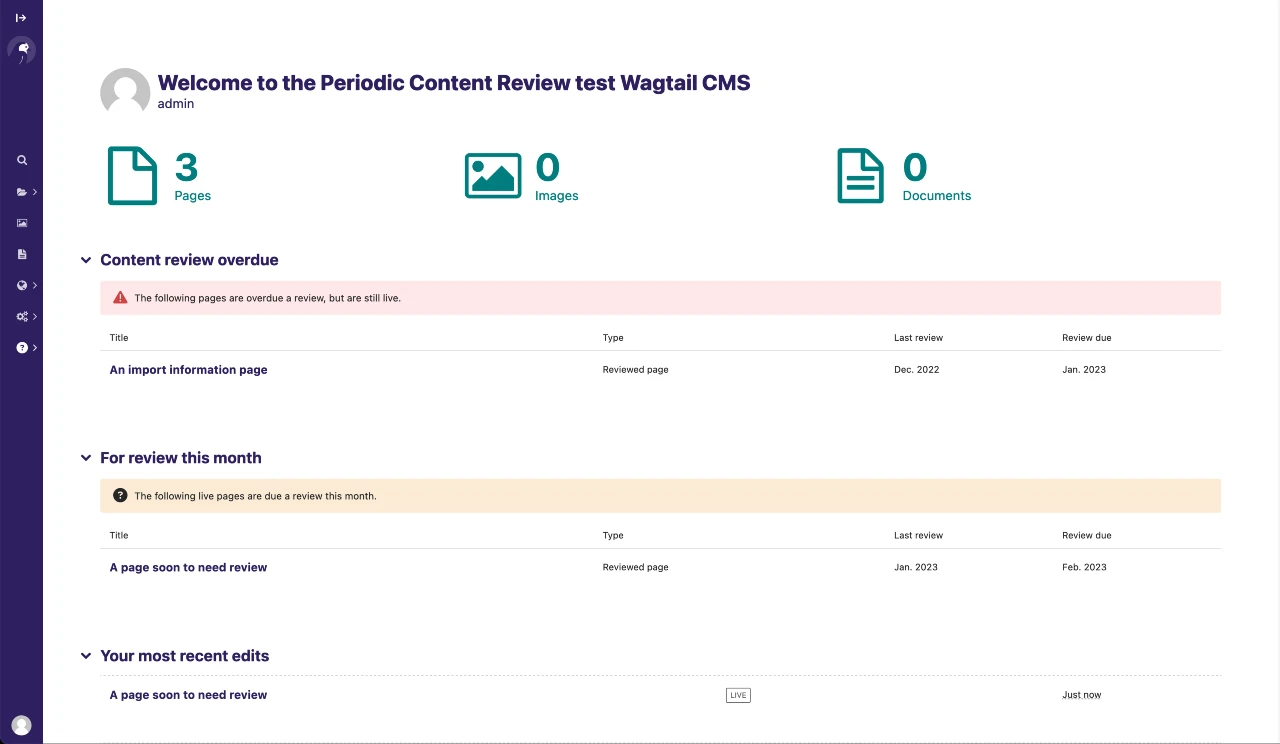 Welcome to the Periodic Content Review test Wagtail CMS
admin
3
Pages
0
Images
0
Documents
Content review overdue
The following pages are overdue a review, but are still live.
Title Type Last review Review due
An import information page Reviewed page Dec. 2022 Jan. 2023
For review this month
The following live pages are due a review this month.
Title Type Last review Review due
A page soon to need review Reviewed page Jan. 2023 Feb. 2023
Your most recent edits
A page soon to need review LIVE Just now